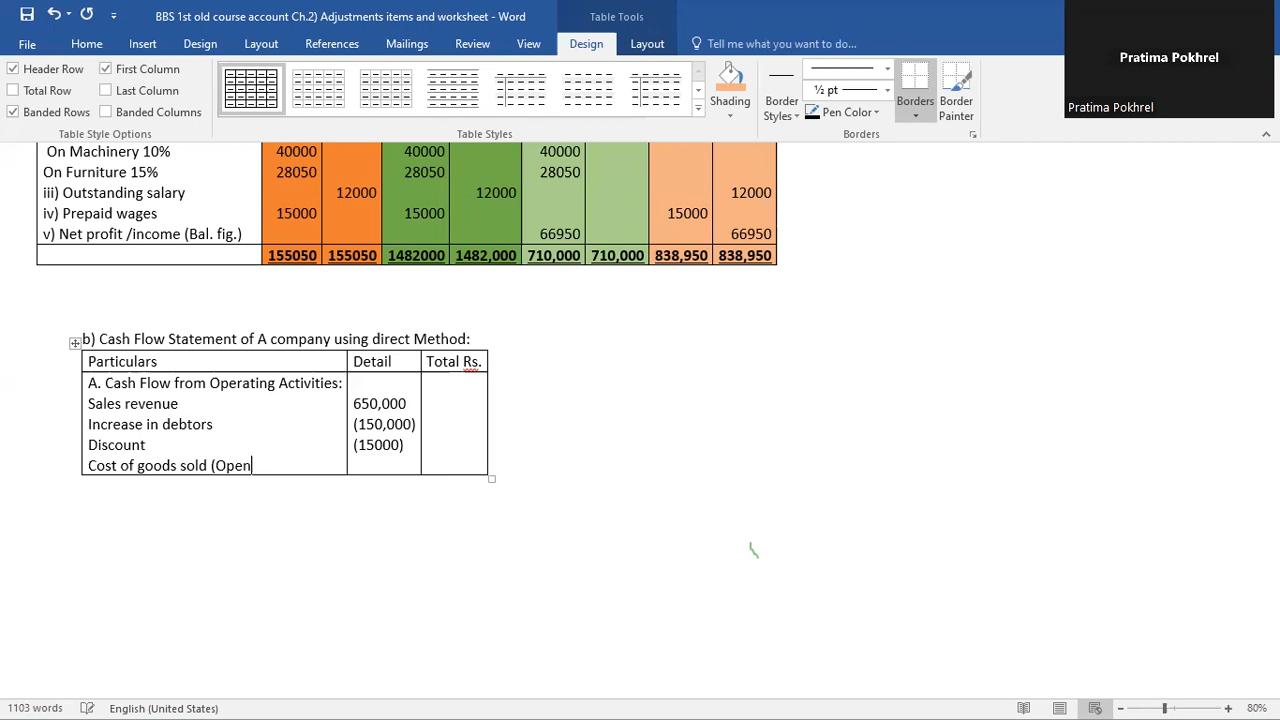 BBS 1st old course account Ch.2) Adjustments items and worksheet - Word
Table Tools
File Home Insert Design Layout References Mailings Review View Design Layout Tell me what you want to do...
Pratima Pokhrel
Pratima Pokhrel
Header Row First Column
Total Row Last Column
Banded Rows Banded Columns
Table Style Options
Table Styles
Shading
Border Styles
½ pt
Pen Color
Borders
Border Painter
Borders
On Machinery 10% 40000 40000 40000
On Furniture 15% 28050 28050 28050
iii) Outstanding salary 12000 12000 12000
iv) Prepaid wages 15000 15000 15000
v) Net profit /income (Bal. fig.) 66950 66950
155050 155050 1482000 1482,000 710,000 710,000 838,950 838,950
b) Cash Flow Statement of A company using direct Method:
Particulars Detail Total Rs.
A. Cash Flow from Operating Activities:
Sales revenue 650,000
Increase in debtors (150,000)
Discount (15000)
Cost of goods sold (Open
1103 words English (United States) 80%